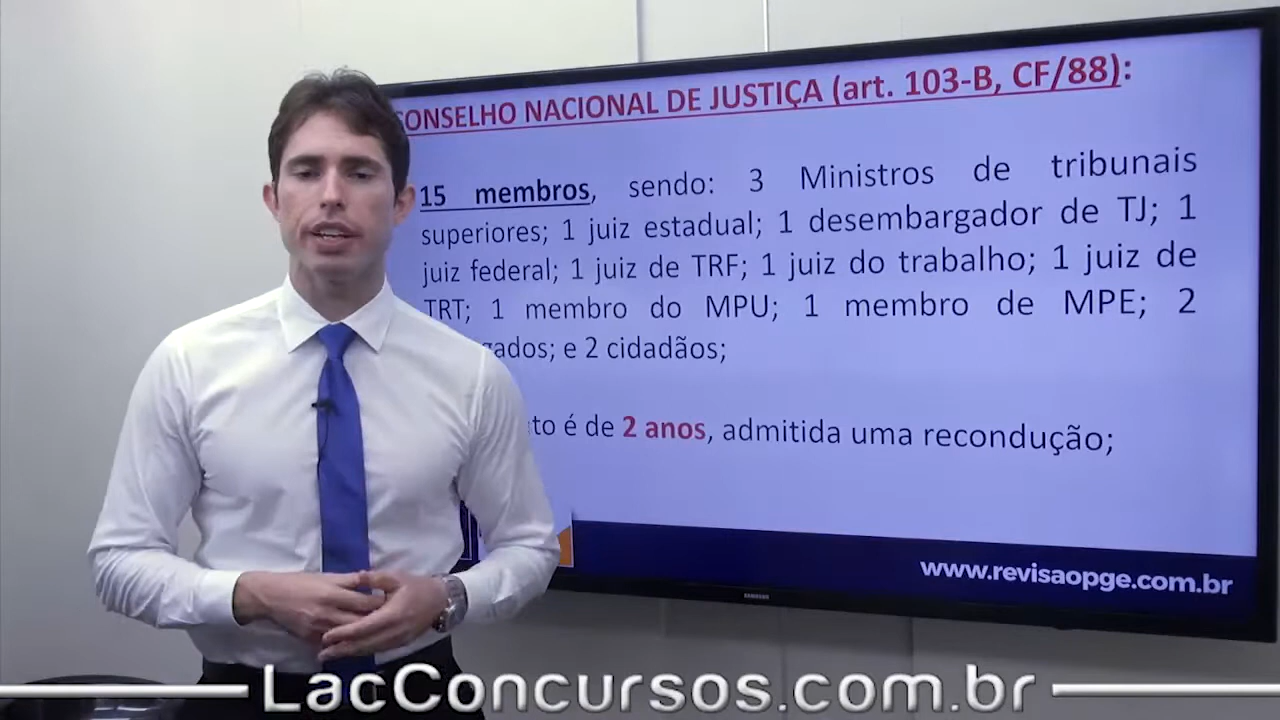 CONSELHO NACIONAL DE JUSTIÇA (art. 103-B, CF/88):
15 membros, sendo: 3 Ministros de tribunais
superiores; 1 juiz estadual; 1 desembargador de TJ; 1
juiz federal; 1 juiz de TRF; 1 juiz do trabalho; 1 juiz de
TRT; 1 membro do MPU; 1 membro de MPE; 2
gados; e 2 cidadãos;
to é de 2 anos, admitida uma recondução;
www.revisaopge.com.br
SAMSUNG
LacConcursos.com.br